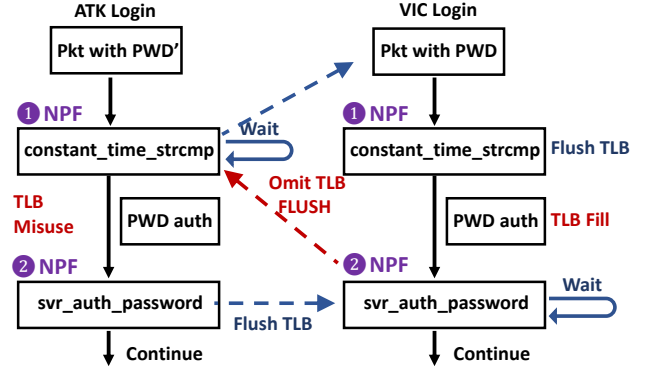 ATK Login
VIC Login
Pkt with PWD’
Pkt with PWD
1 NPF
1 NPF
Wait
constant_time_strcmp
constant_time_strcmp
Flush TLB
Omit TLB
FLUSH
TLB
Misuse
PWD auth
PWD auth
TLB Fill
2 NPF
2 NPF
Wait
svr_auth_password
svr_auth_password
Flush TLB
Continue
Continue